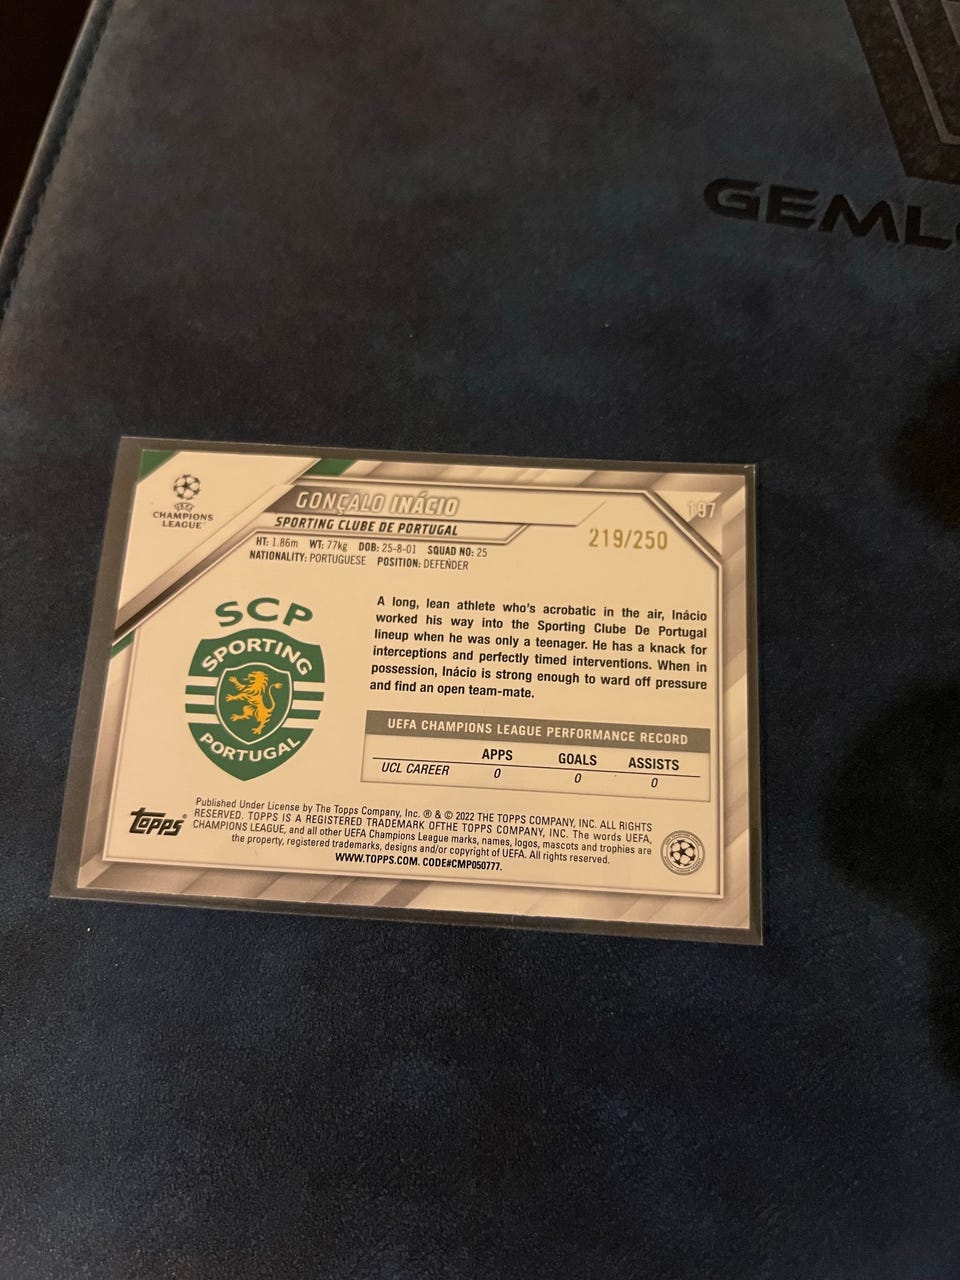 GEML
UEFA
CHAMPIONS
LEAGUE
GONÇALO INÁCIO
197
SPORTING CLUBE DE PORTUGAL
219/250
HT: 1.86m WT: 77kg DOB: 25-8-01 SQUAD NO: 25
NATIONALITY: PORTUGUESE POSITION: DEFENDER
SCP
SPORTING
PORTUGAL
A long, lean athlete who's acrobatic in the air, Inácio
worked his way into the Sporting Clube De Portugal
lineup when he was only a teenager. He has a knack for
interceptions and perfectly timed interventions. When in
possession, Inácio is strong enough to ward off pressure
and find an open team-mate.
UEFA CHAMPIONS LEAGUE PERFORMANCE RECORD
APPS GOALS ASSISTS
UCL CAREER 0 0 0
Topps®
Published Under License by The Topps Company, Inc. ® & © 2022 THE TOPPS COMPANY, INC. ALL RIGHTS
RESERVED. TOPPS IS A REGISTERED TRADEMARK OFTHE TOPPS COMPANY, INC. The words UEFA,
CHAMPIONS LEAGUE, and all other UEFA Champions League marks, names, logos, mascots and trophies are
the property, registered trademarks, designs and/or copyright of UEFA. All rights reserved.
WWW.TOPPS.COM. CODE#CMP050777.